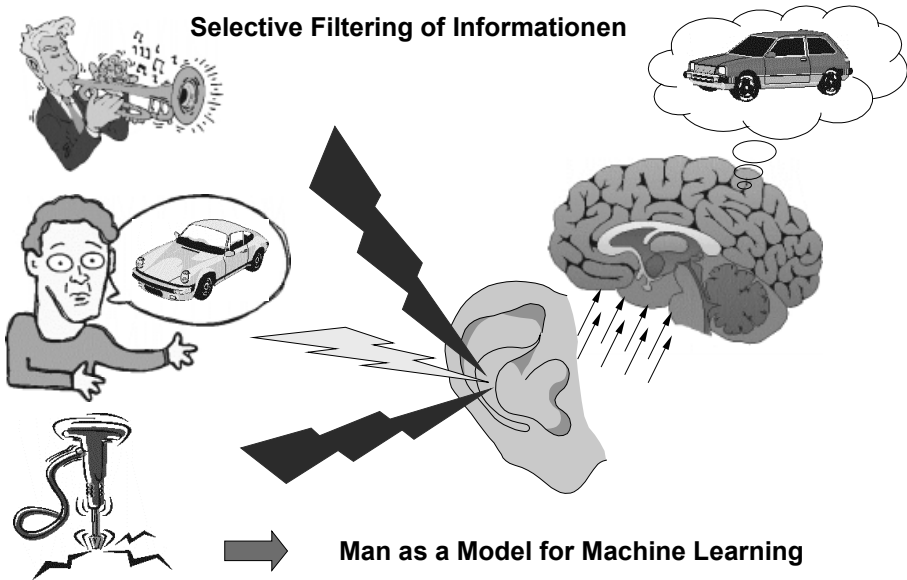 Selective Filtering of Informationen
Man as a Model for Machine Learning